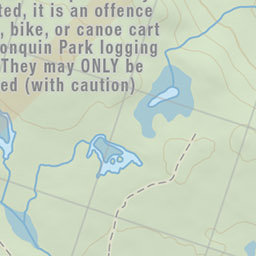 ted, it is an offence
, bike, or canoe cart
onquin Park logging
They may ONLY be
ed (with caution)